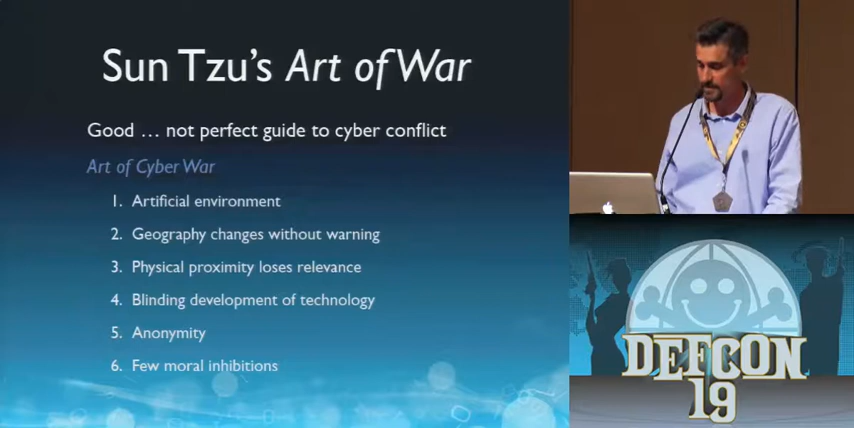 Sun Tzu's Art of War
Good … not perfect guide to cyber conflict
Art of Cyber War
1. Artificial environment
2. Geography changes without warning
3. Physical proximity loses relevance
4. Blinding development of technology
5. Anonymity
6. Few moral inhibitions
DEFCON
19